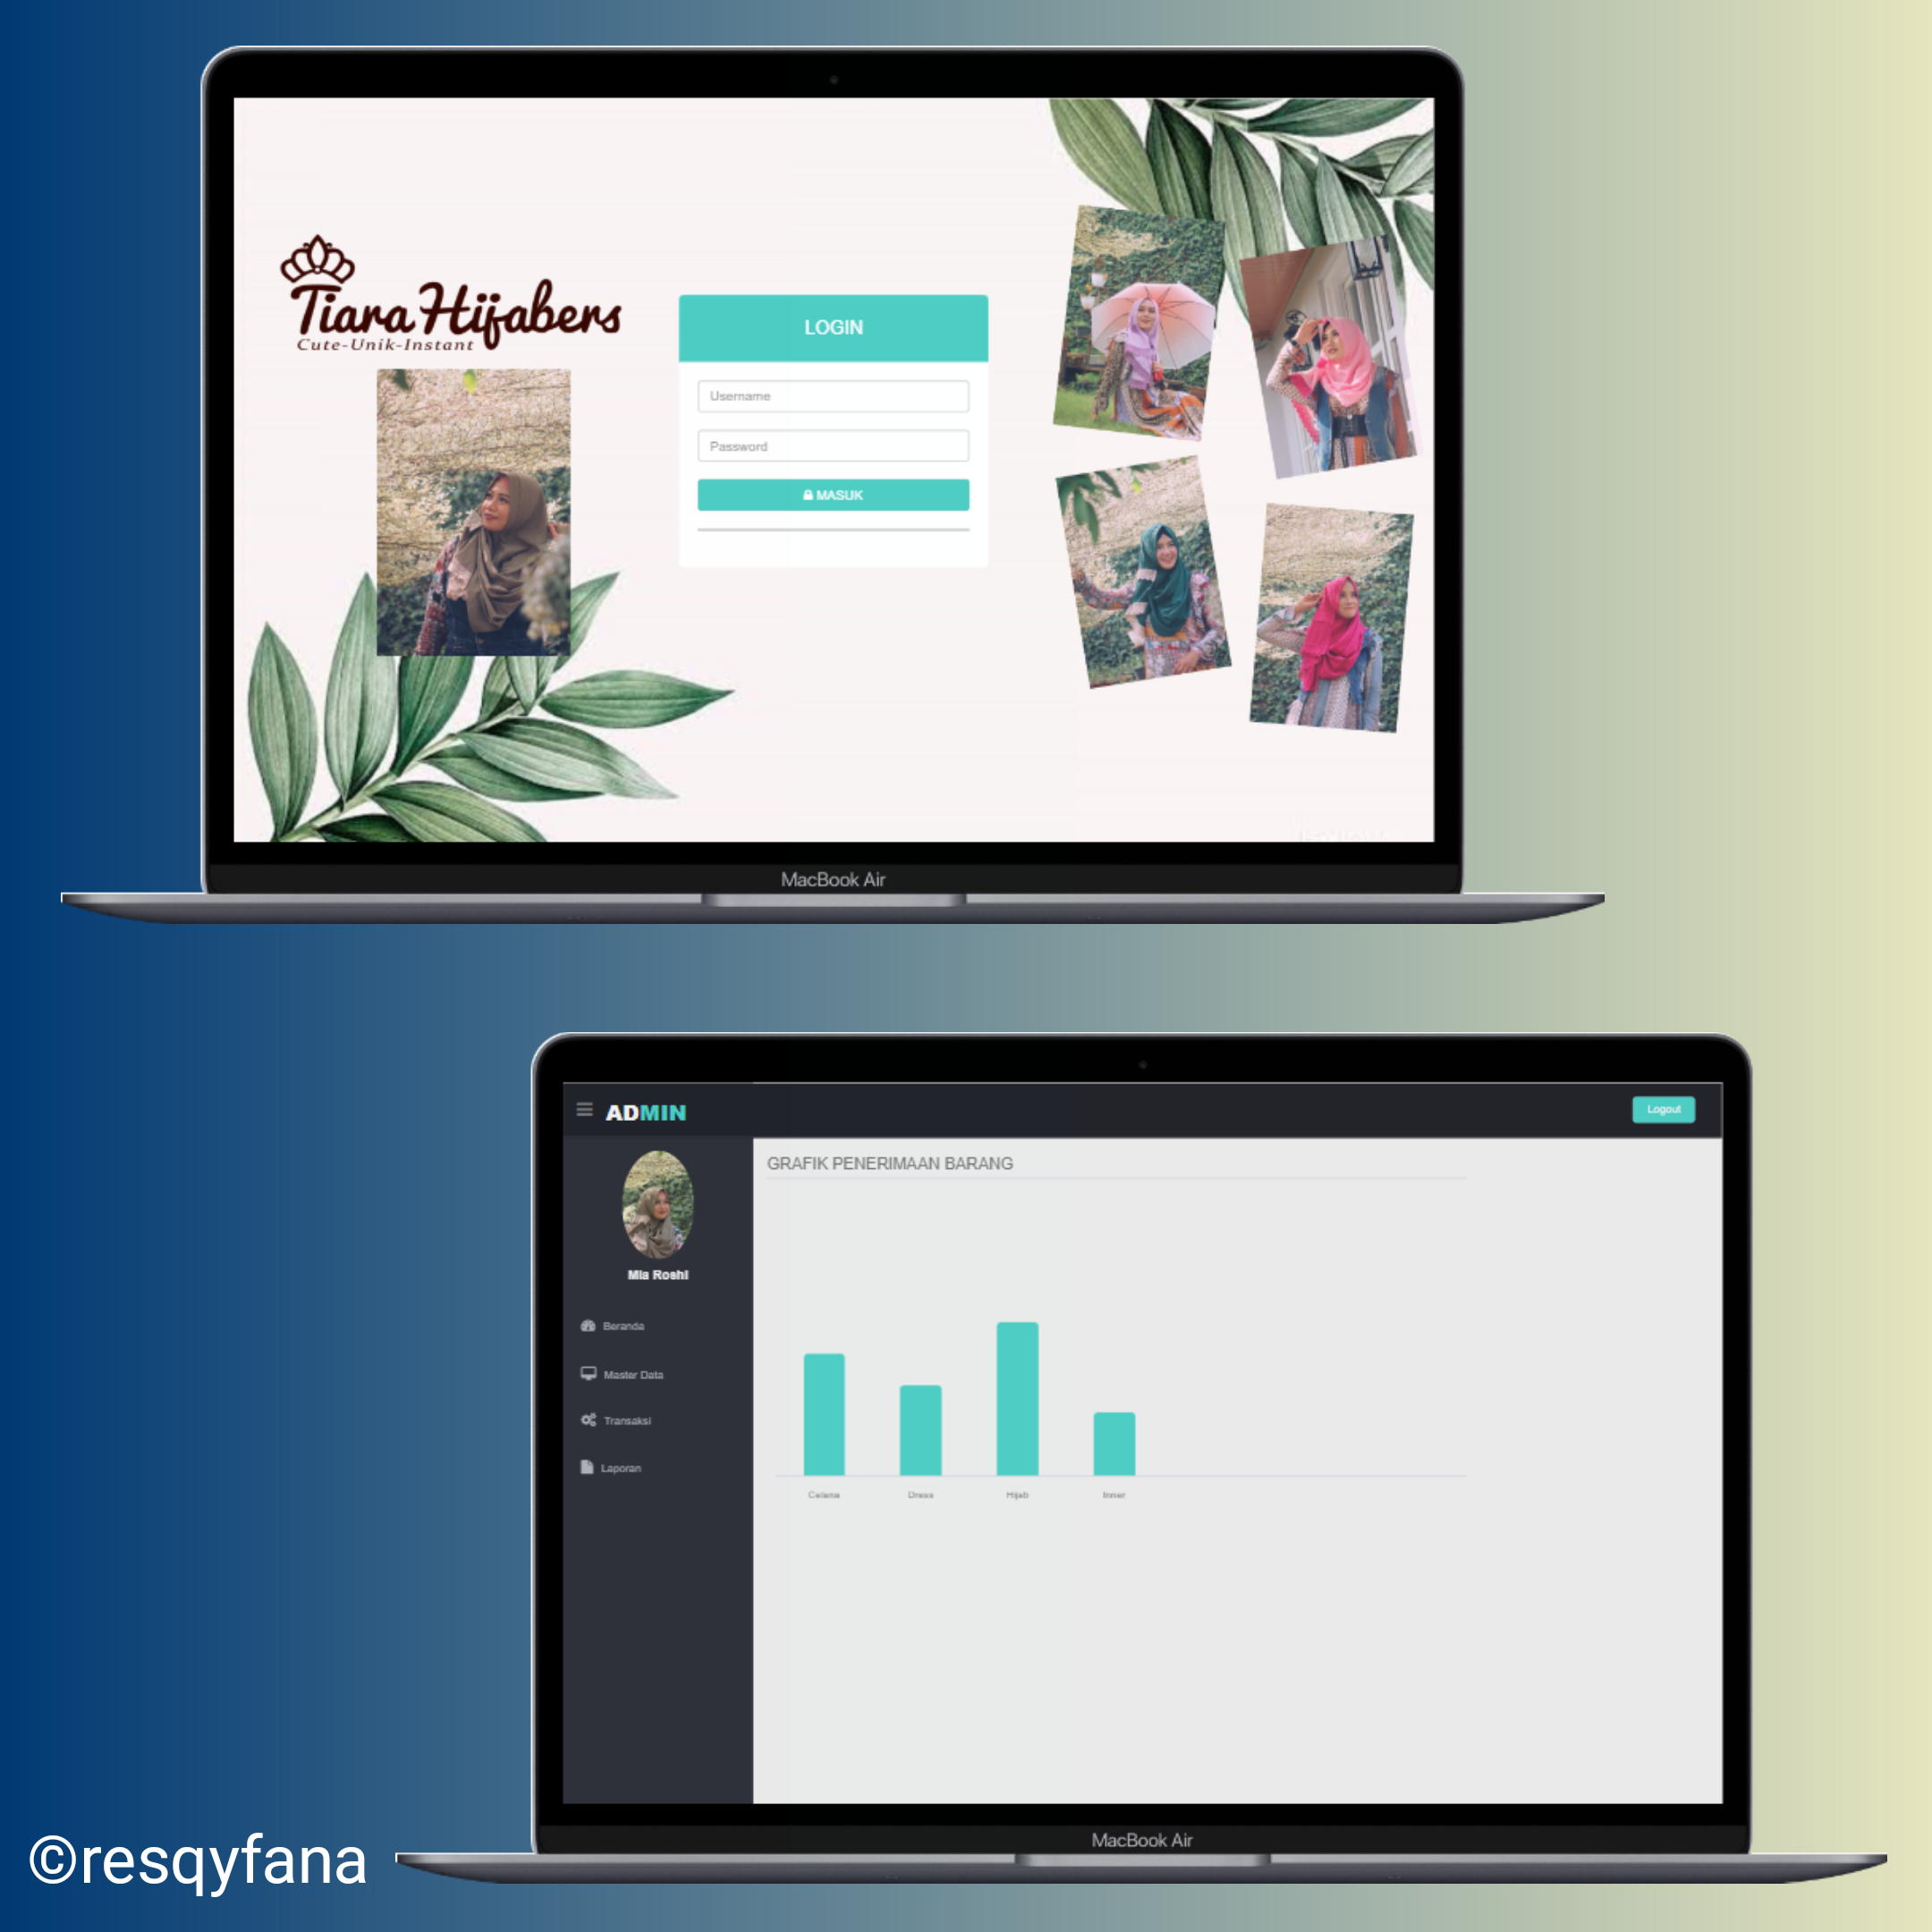 Tiara Hijabers
Cute-Unik-Instant
LOGIN
Username
Password
MASUK
MacBook Air
ADMIN
Logout
GRAFIK PENERIMAAN BARANG
Mia Roshi
Beranda
Master Data
Transaksi
Laporan
Celana Dress Hijab Inner
MacBook Air
©resqyfana